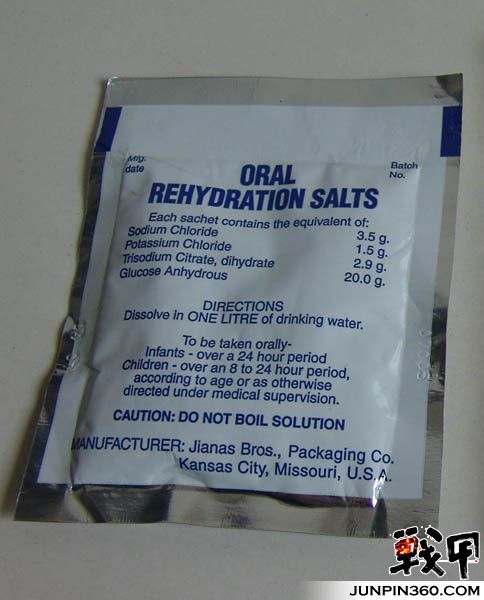 Mfg.
date
Batch
No.
ORAL
REHYDRATION SALTS
Each sachet contains the equivalent of:
Sodium Chloride 3.5 g.
Potassium Chloride 1.5 g.
Trisodium Citrate, dihydrate 2.9 g.
Glucose Anhydrous 20.0 g.
DIRECTIONS
Dissolve in ONE LITRE of drinking water.
To be taken orally-
Infants - over a 24 hour period
Children - over an 8 to 24 hour period,
according to age or as otherwise
directed under medical supervision.
CAUTION: DO NOT BOIL SOLUTION
MANUFACTURER: Jianas Bros., Packaging Co.
Kansas City, Missouri, U.S.A.
戰甲
JUNPIN360.COM